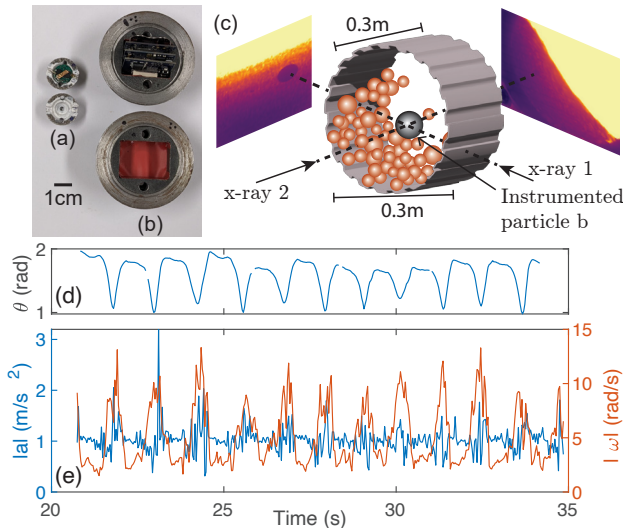 (a)
(b)
1cm
(c)
0.3m
x-ray 1
x-ray 2
Instrumented
particle b
0.3m
(d)
θ (rad)
2
1
(e)
|a| (m/s²)
3
2
1
0
15
10
5
0
| ω| (rad/s)
20
25
30
35
Time (s)